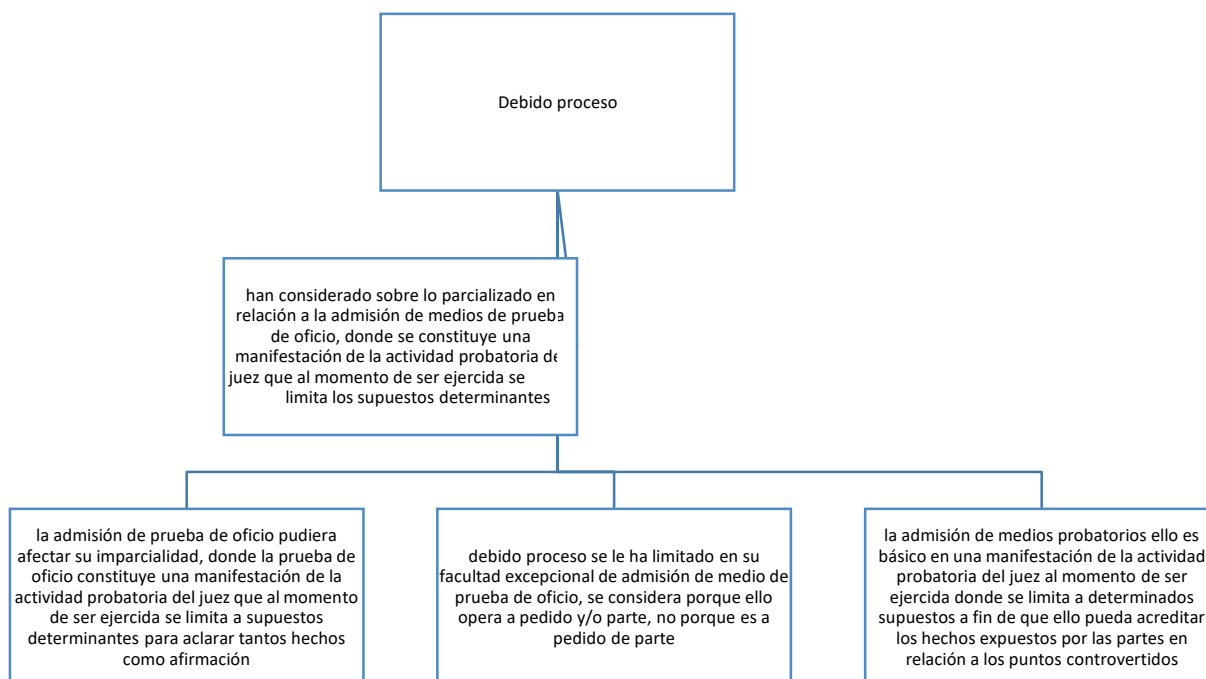 Debido proceso
han considerado sobre lo parcializado en
relación a la admisión de medios de prueba
de oficio, donde se constituye una
manifestación de la actividad probatoria de
juez que al momento de ser ejercida se
limita los supuestos determinantes
la admisión de prueba de oficio pudiera
afectar su imparcialidad, donde la prueba de
oficio constituye una manifestación de la
actividad probatoria del juez que al momento
de ser ejercida se limita a supuestos
determinantes para aclarar tantos hechos
como afirmación
debido proceso se le ha limitado en su
facultad excepcional de admisión de medio de
prueba de oficio, se considera porque ello
opera a pedido y/o parte, no porque es a
pedido de parte
la admisión de medios probatorios ello es
básico en una manifestación de la actividad
probatoria del juez al momento de ser
ejercida donde se limita a determinados
supuestos a fin de que ello pueda acreditar
los hechos expuestos por las partes en
relación a los puntos controvertidos